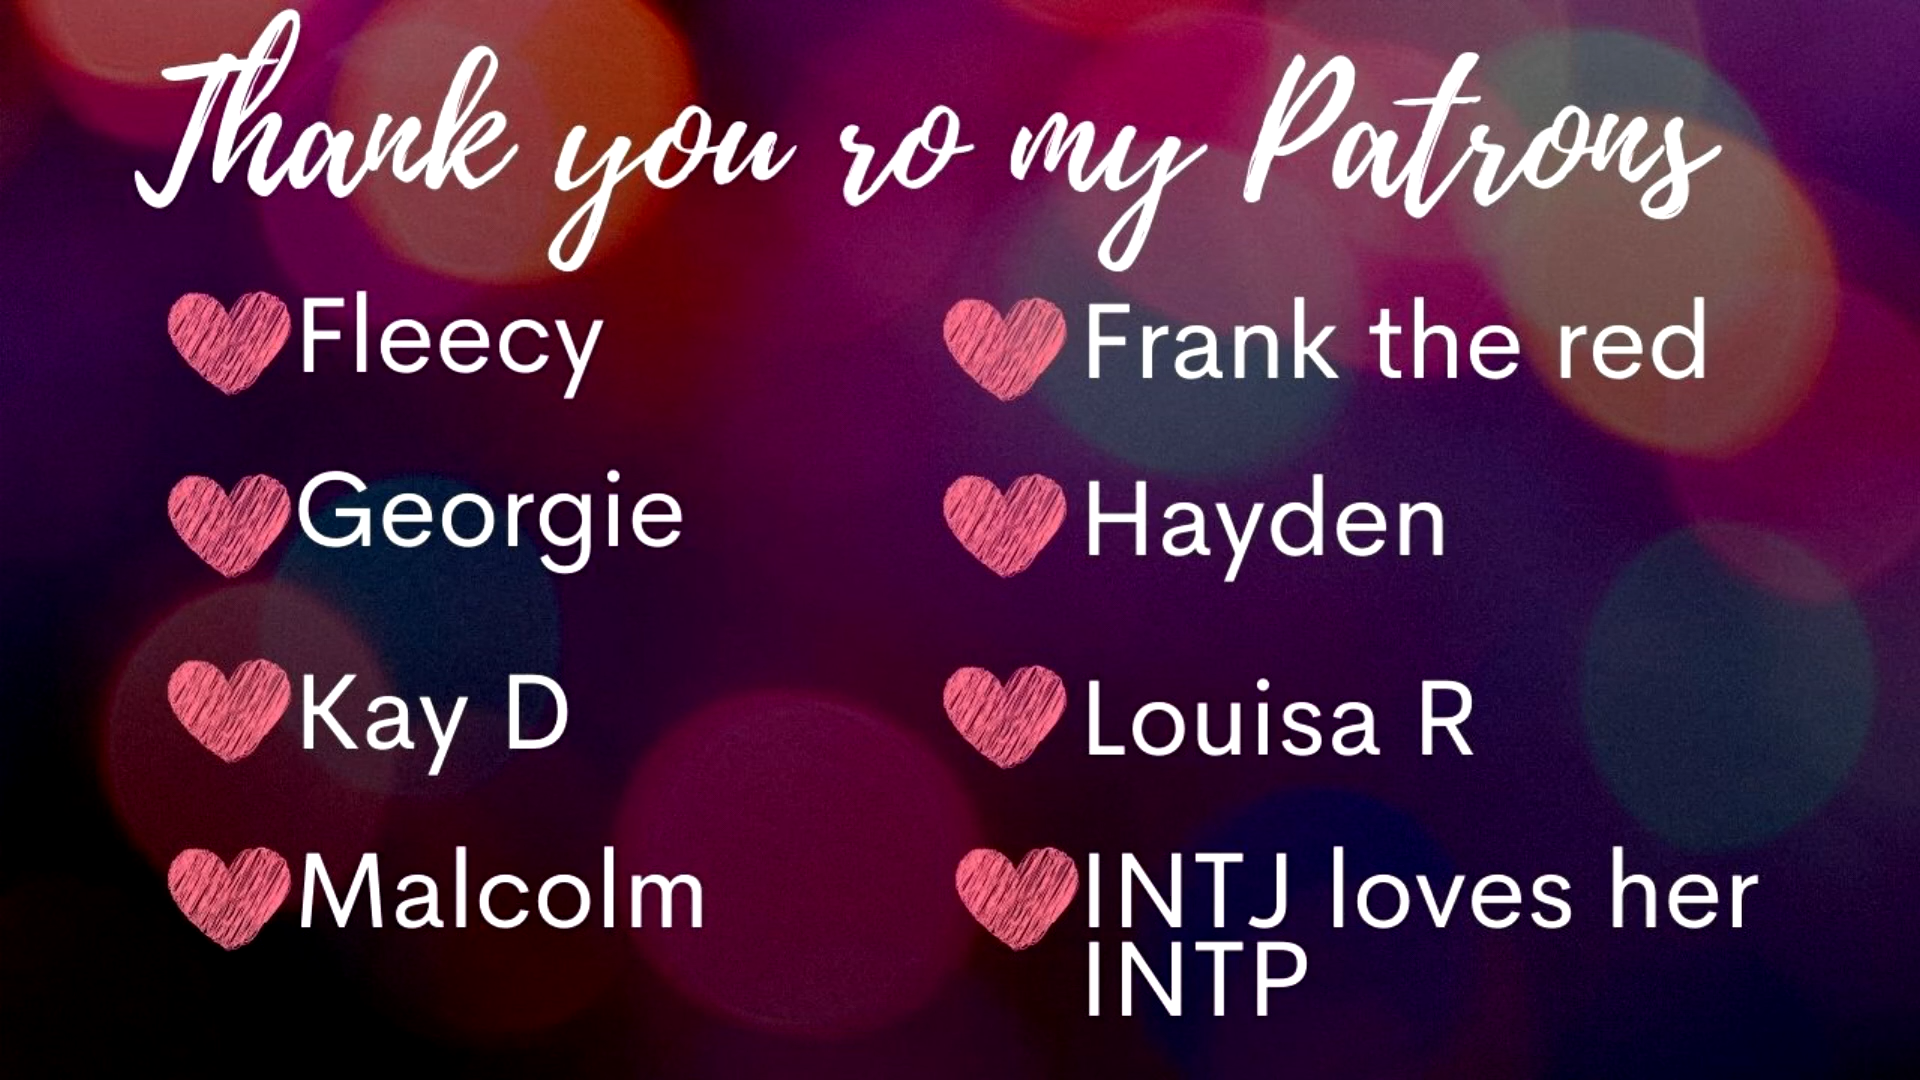 Thank you ro my Patrons
Fleecy
Frank the red
Georgie
Hayden
Kay D
Louisa R
Malcolm
INTJ loves her
INTP